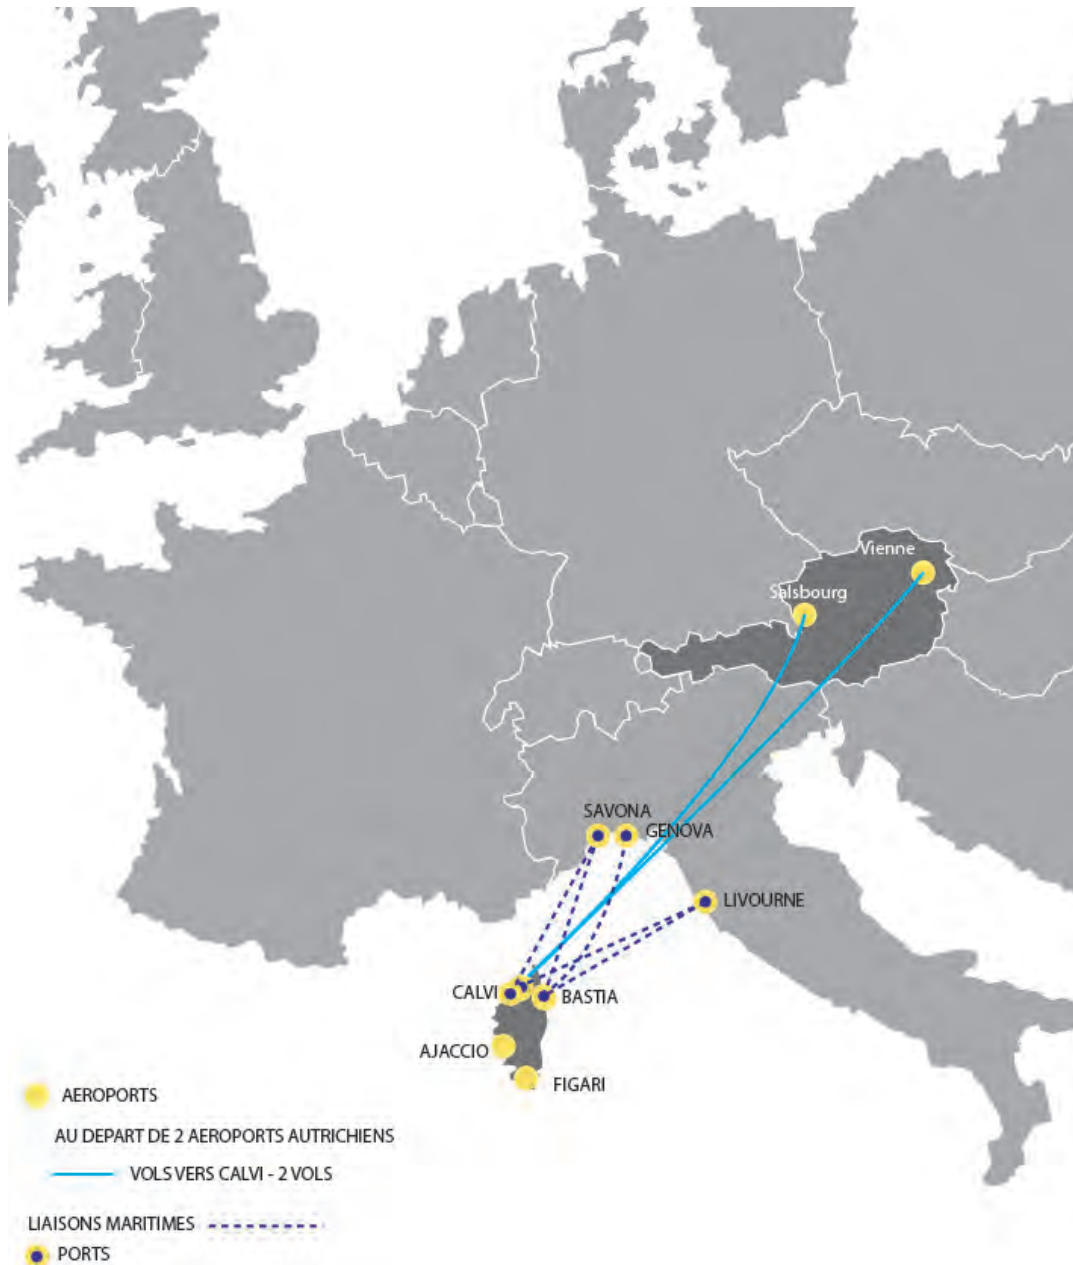 Vienne
Salsbourg
SAVONA
GENOVA
LIVOURNE
CALVI
BASTIA
AJACCIO
FIGARI
AEROPORTS
AU DEPART DE 2 AEROPORTS AUTRICHIENS
VOLS VERS CALVI - 2 VOLS
LIAISONS MARITIMES
PORTS